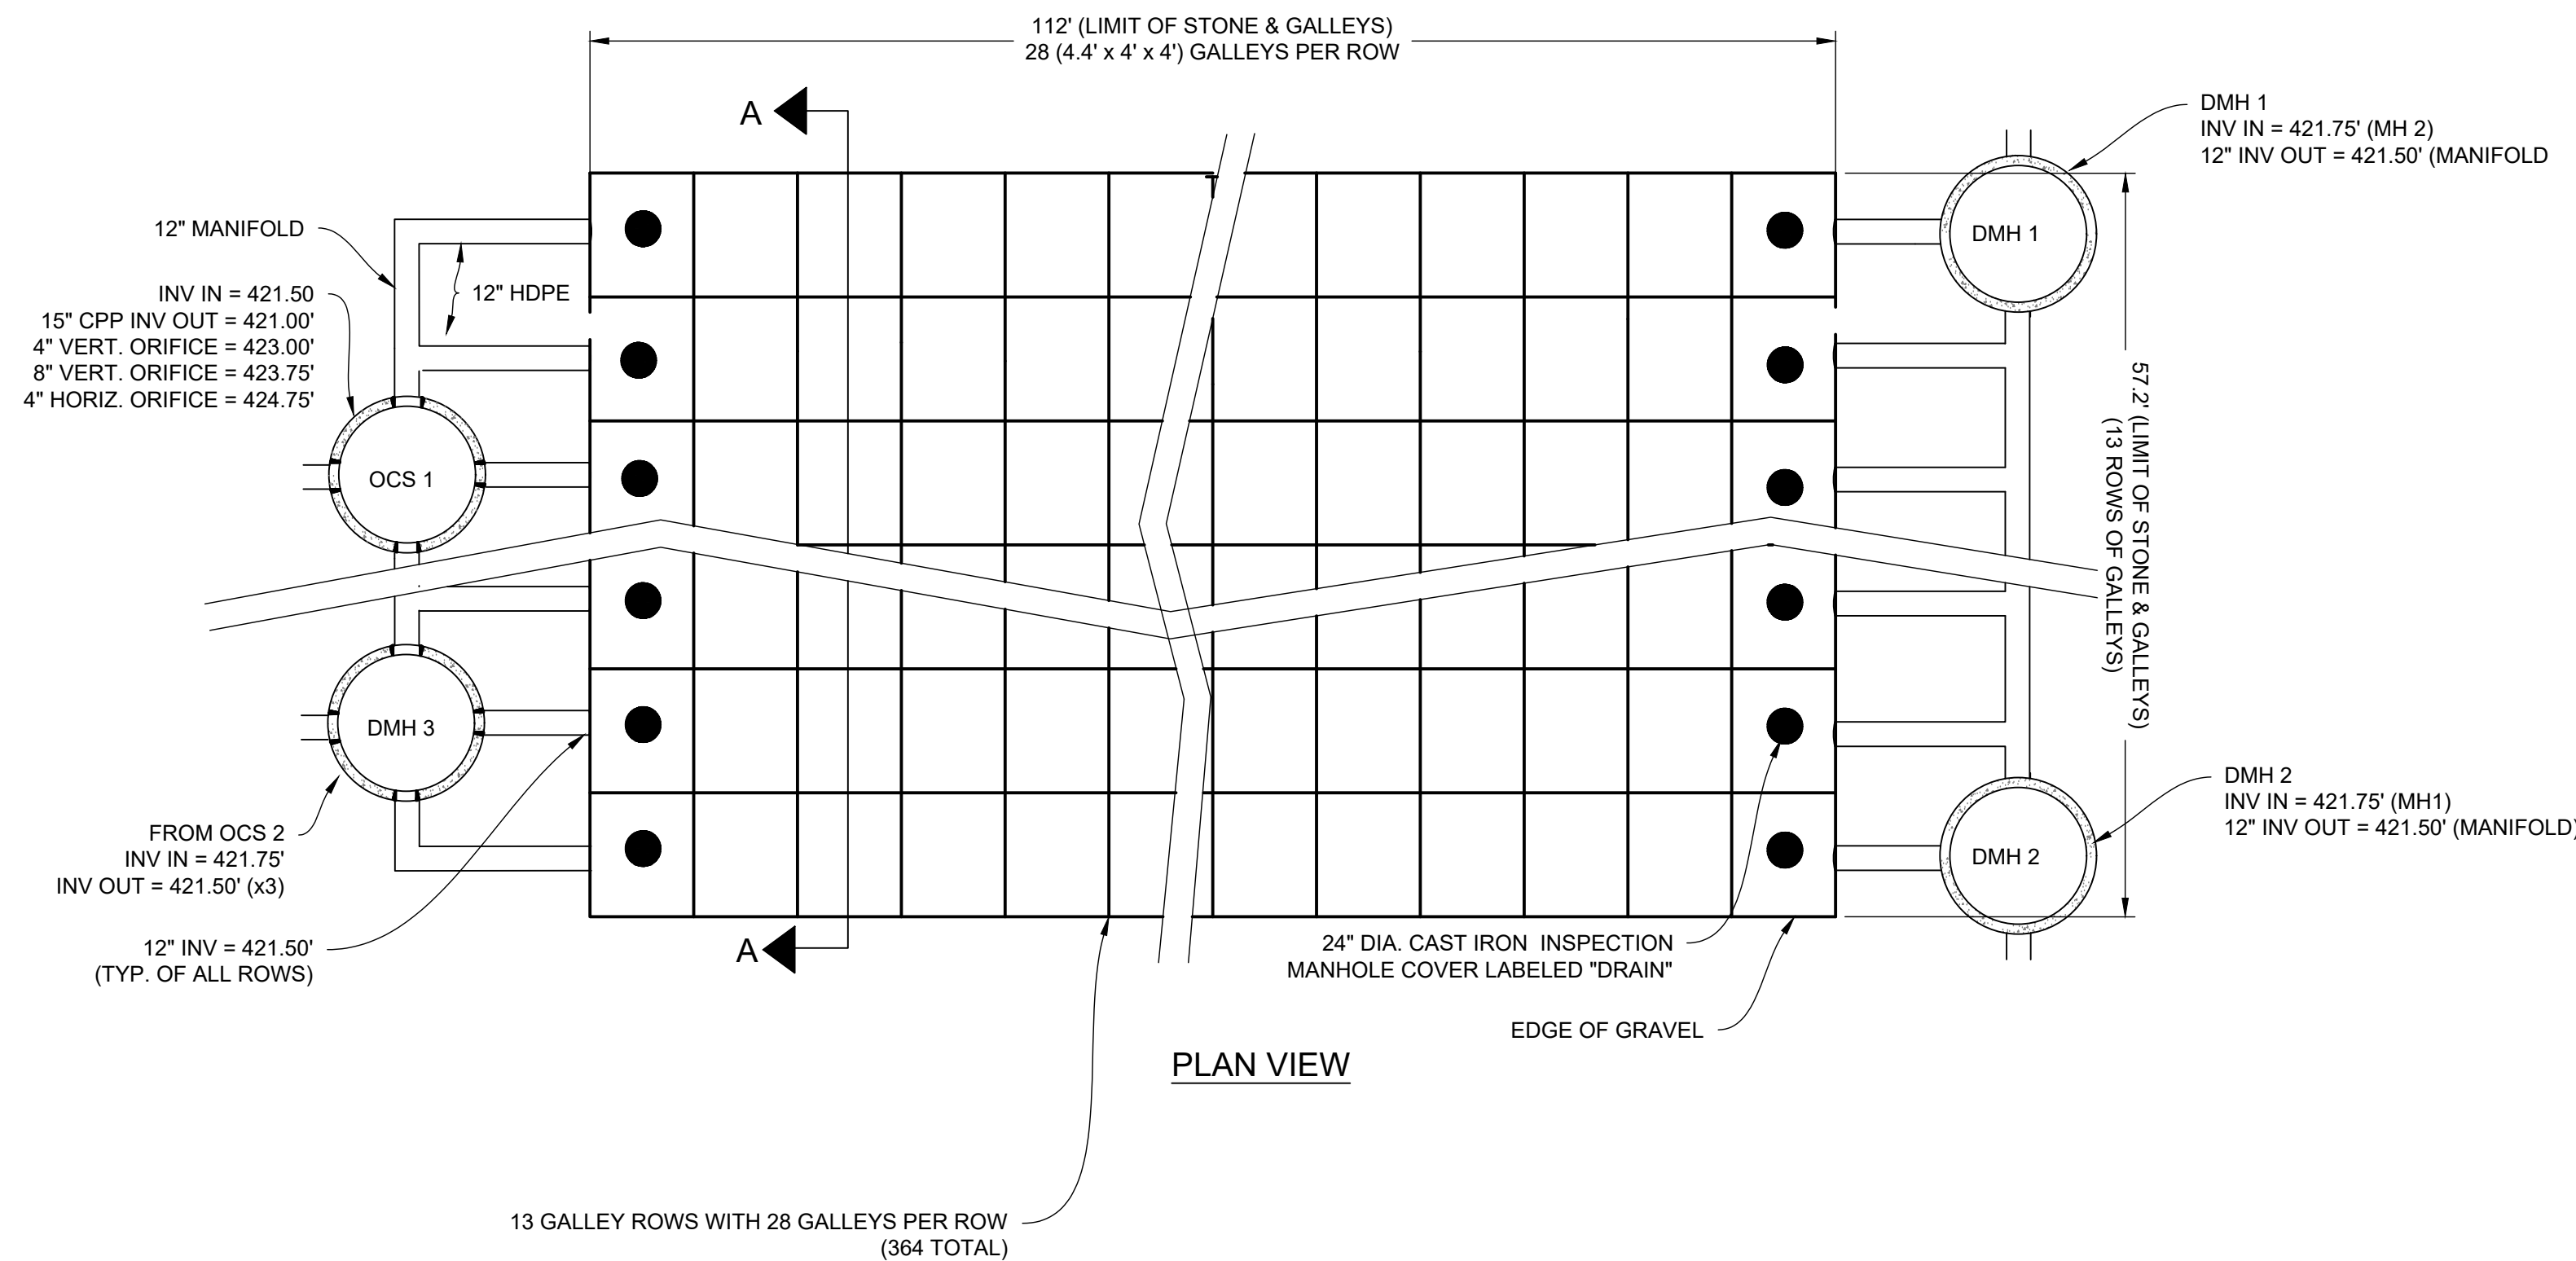 112' (LIMIT OF STONE & GALLEYS)
28 (4.4' x 4' x 4') GALLEYS PER ROW
A
DMH 1
INV IN = 421.75' (MH 2)
12" INV OUT = 421.50' (MANIFOLD
12" MANIFOLD
DMH 1
INV IN = 421.50
15" CPP INV OUT = 421.00'
4" VERT. ORIFICE = 423.00'
8" VERT. ORIFICE = 423.75'
4" HORIZ. ORIFICE = 424.75'
12" HDPE
OCS 1
57.2' (LIMIT OF STONE & GALLEYS)
(13 ROWS OF GALLEYS)
DMH 3
DMH 2
INV IN = 421.75' (MH1)
12" INV OUT = 421.50' (MANIFOLD)
FROM OCS 2
INV IN = 421.75'
INV OUT = 421.50' (x3)
DMH 2
12" INV = 421.50'
(TYP. OF ALL ROWS)
A
24" DIA. CAST IRON INSPECTION
MANHOLE COVER LABELED "DRAIN"
EDGE OF GRAVEL
PLAN VIEW
13 GALLEY ROWS WITH 28 GALLEYS PER ROW
(364 TOTAL)